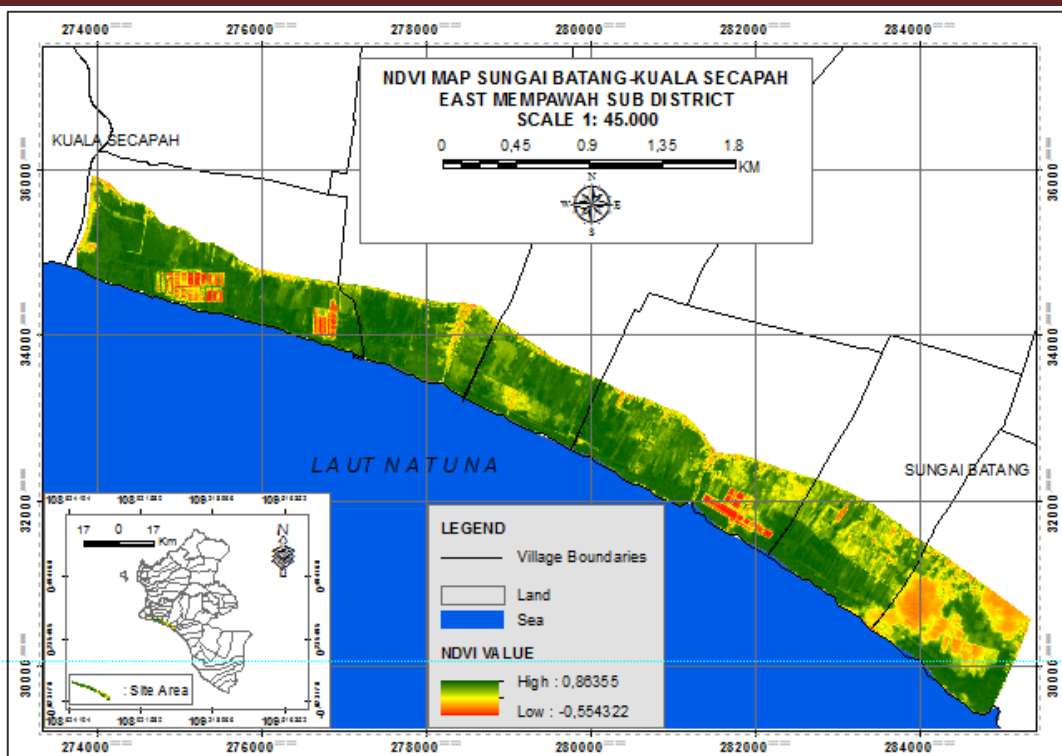 274000 276000 278000 280000 282000 284000
NDVI MAP SUNGAI BATANG-KUALA SECAPAH
EAST MEMPAWAH SUB DISTRICT
SCALE 1: 45.000
0 0,45 0.9 1,35 1.8
KM
N
W E
S
KUALA SECAPAH
36000 36000
34000 34000
LAUT NATUNA
SUNGAI BATANG
32000 32000
17 0 17
Km
N
: Site Area
LEGEND
Village Boundaries
Land
Sea
NDVI VALUE
High : 0,86355
Low : -0,554322
30000 30000
274000 276000 278000 280000 282000 284000